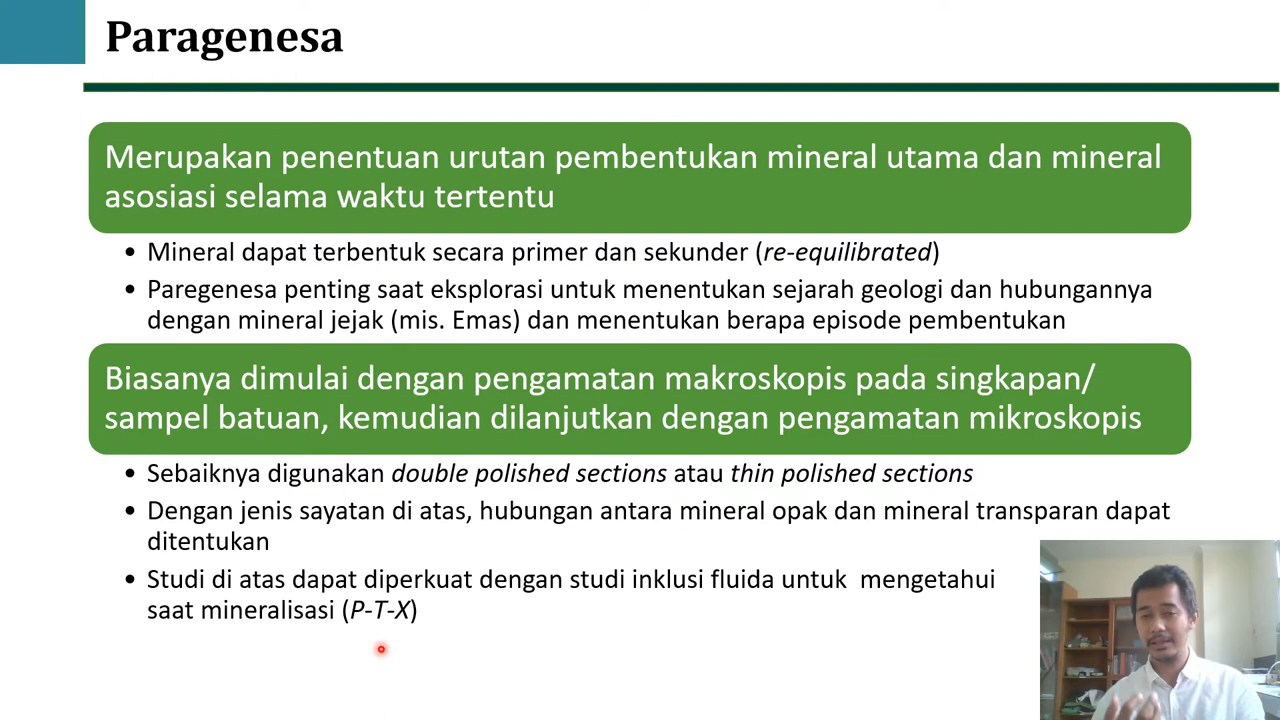 Paragenesa
Merupakan penentuan urutan pembentukan mineral utama dan mineral
asosiasi selama waktu tertentu
• Mineral dapat terbentuk secara primer dan sekunder (re-equilibrated)
• Paregenesa penting saat eksplorasi untuk menentukan sejarah geologi dan hubungannya
dengan mineral jejak (mis. Emas) dan menentukan berapa episode pembentukan
Biasanya dimulai dengan pengamatan makroskopis pada singkapan/
sampel batuan, kemudian dilanjutkan dengan pengamatan mikroskopis
• Sebaiknya digunakan double polished sections atau thin polished sections
• Dengan jenis sayatan di atas, hubungan antara mineral opak dan mineral transparan dapat
ditentukan
• Studi di atas dapat diperkuat dengan studi inklusi fluida untuk mengetahui
saat mineralisasi (P-T-X)